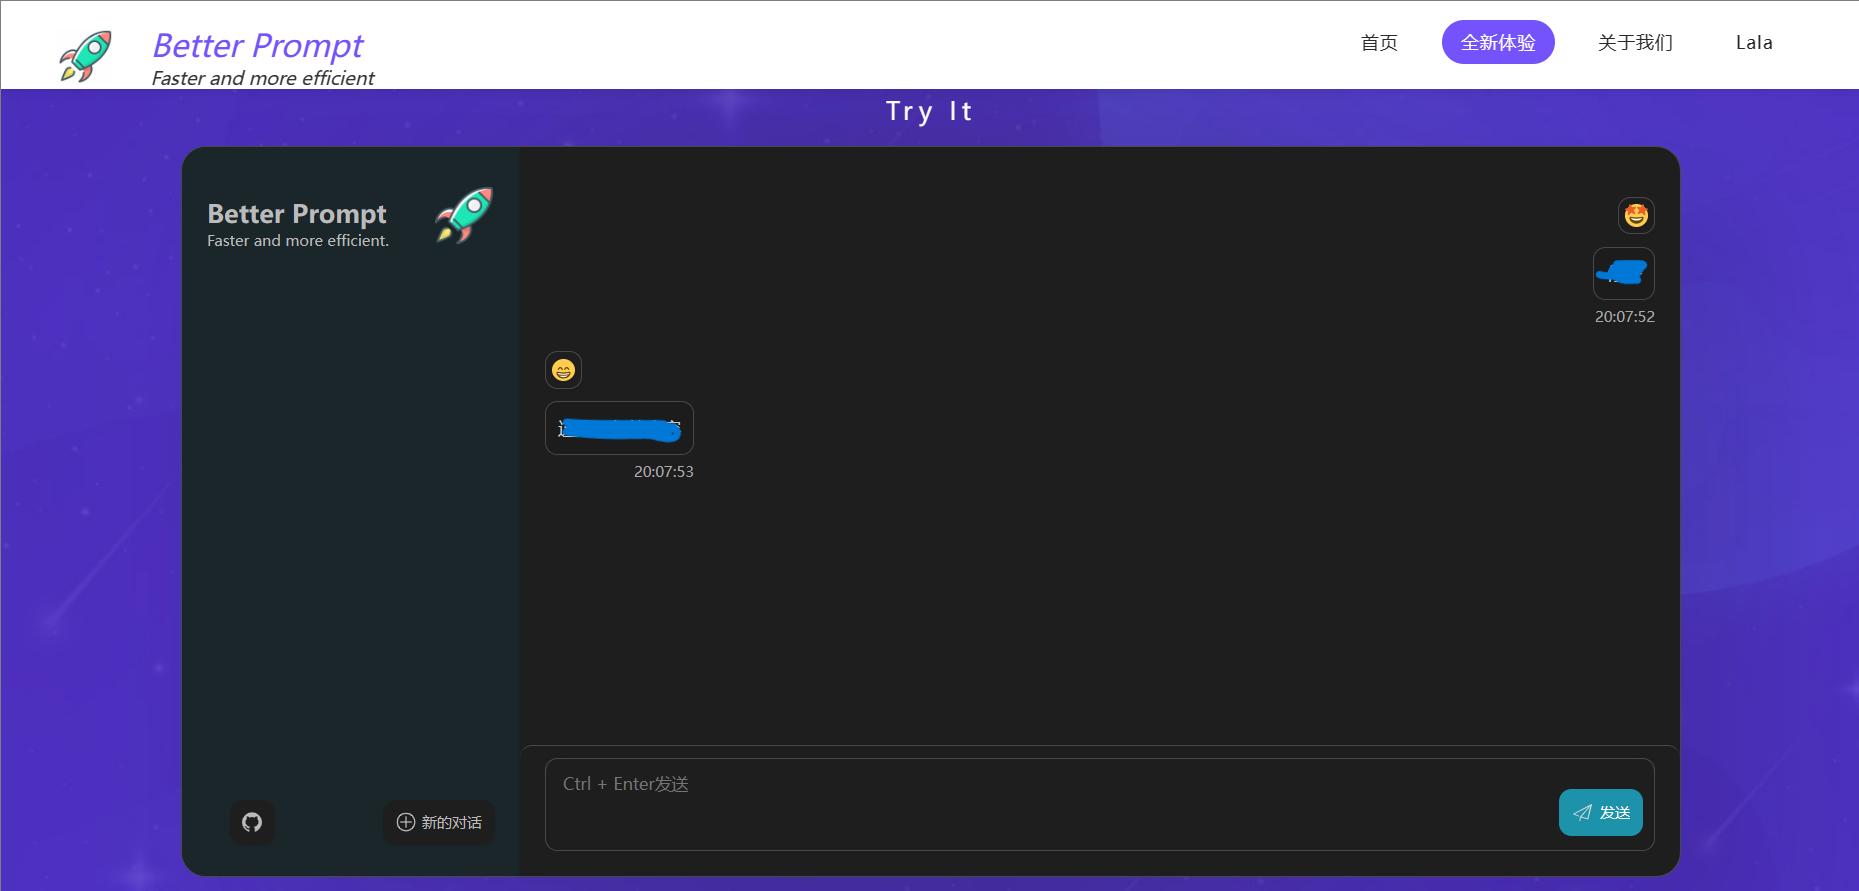 Better Prompt
Faster and more efficient
首页
全新体验
关于我们
Lala
Try It
Better Prompt
Faster and more efficient.
20:07:52
20:07:53
Ctrl + Enter发送
发送
新的对话